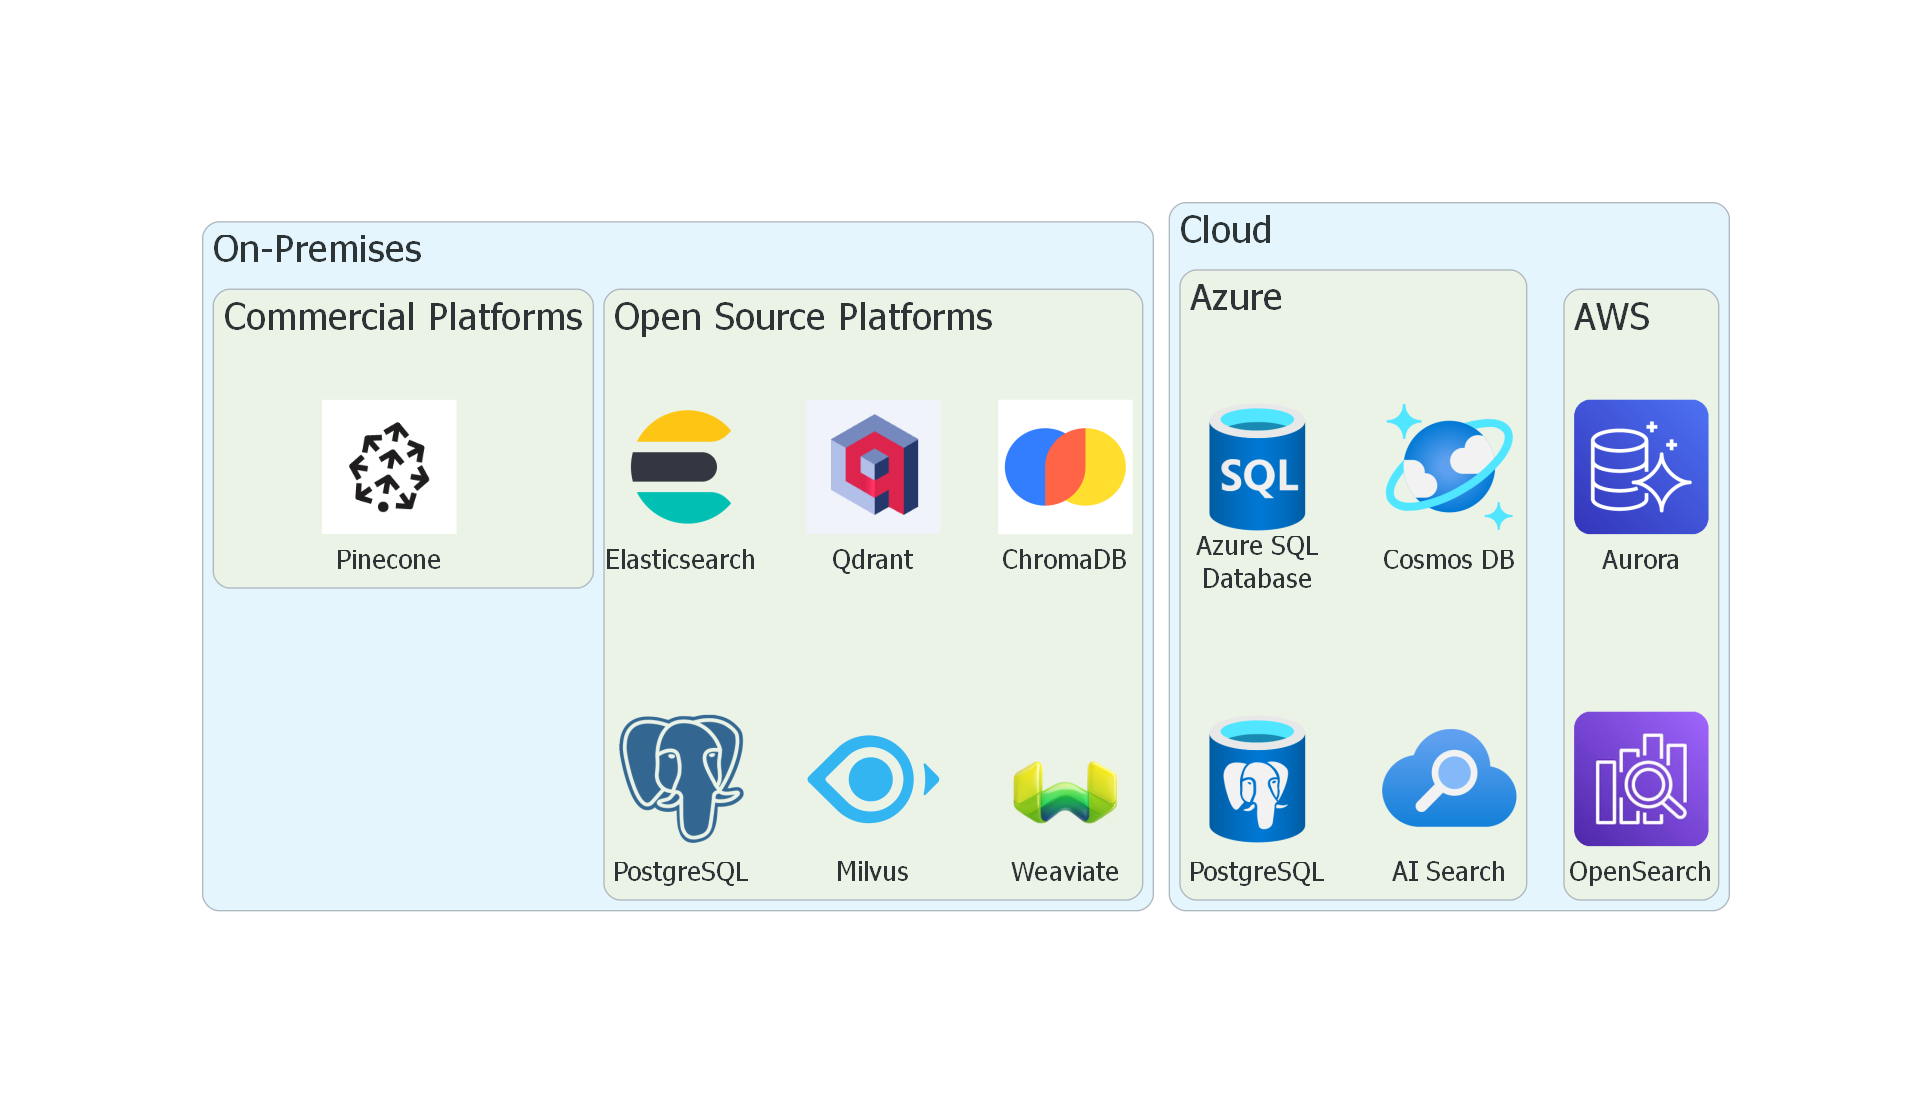 On-Premises
Commercial Platforms
Pinecone
Open Source Platforms
Elasticsearch
Qdrant
ChromaDB
PostgreSQL
Milvus
Weaviate
Cloud
Azure
SQL
Azure SQL
Database
Cosmos DB
PostgreSQL
AI Search
AWS
Aurora
OpenSearch